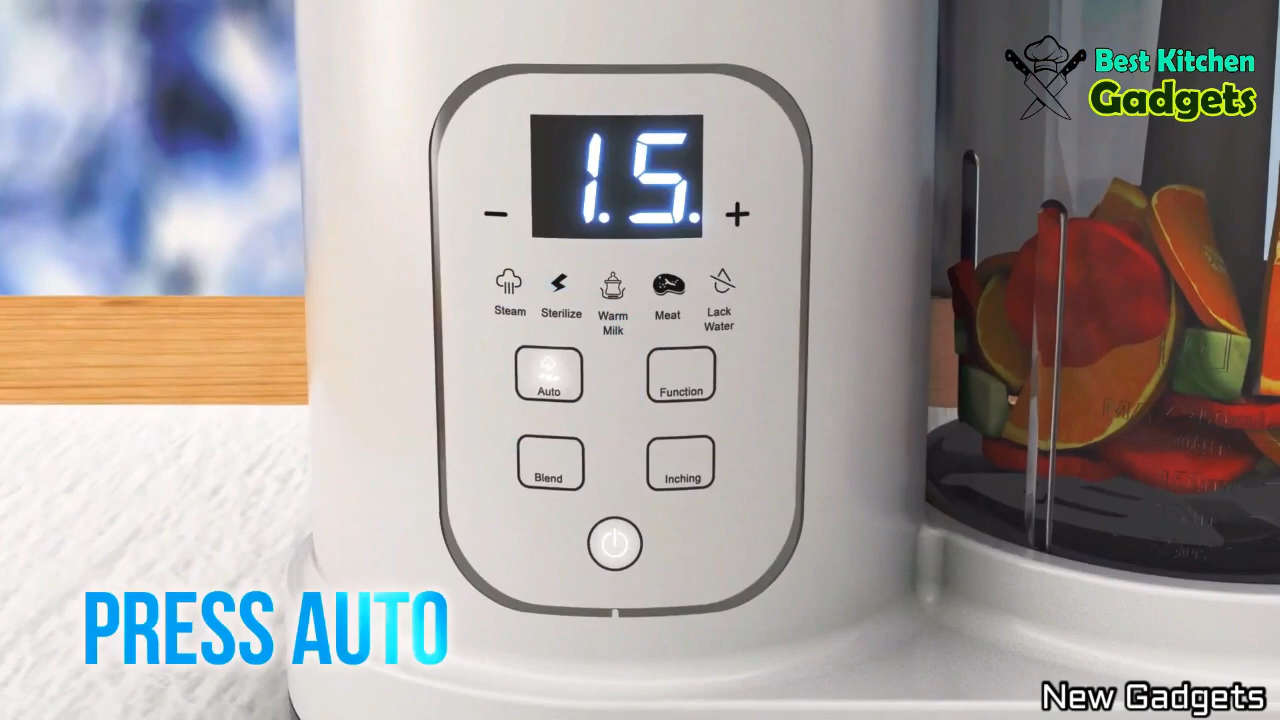 Best Kitchen
Gadgets
1.5.
− +
Steam Sterilize Warm Milk Meat Lack Water
Auto Function
Blend Inching
PRESS AUTO
New Gadgets